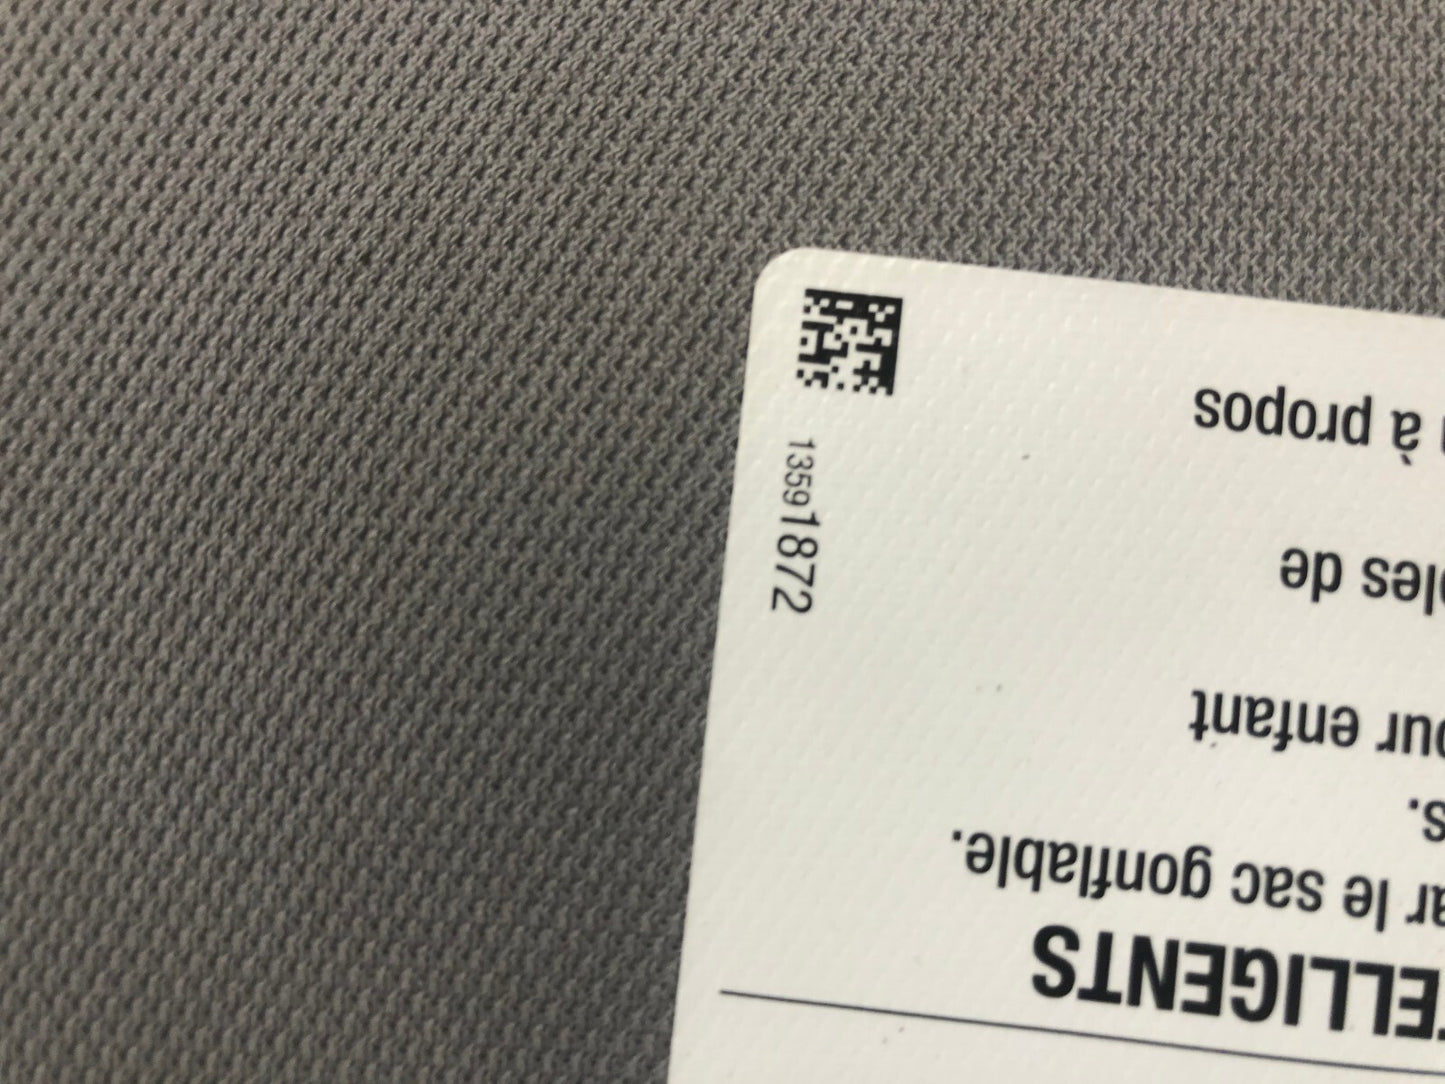 ELLIGENTS
ar le sac gonflable.
s.
our enfant
les de
à propos
13591872